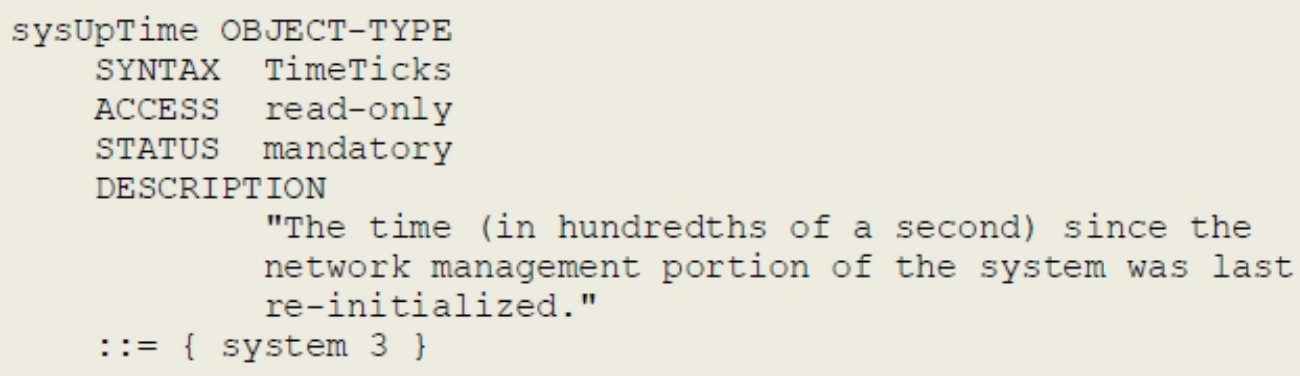 sysUpTime OBJECT-TYPE
SYNTAX TimeTicks
ACCESS read-only
STATUS mandatory
DESCRIPTION
"The time (in hundredths of a second) since the
network management portion of the system was last
re-initialized."
::= { system 3 }